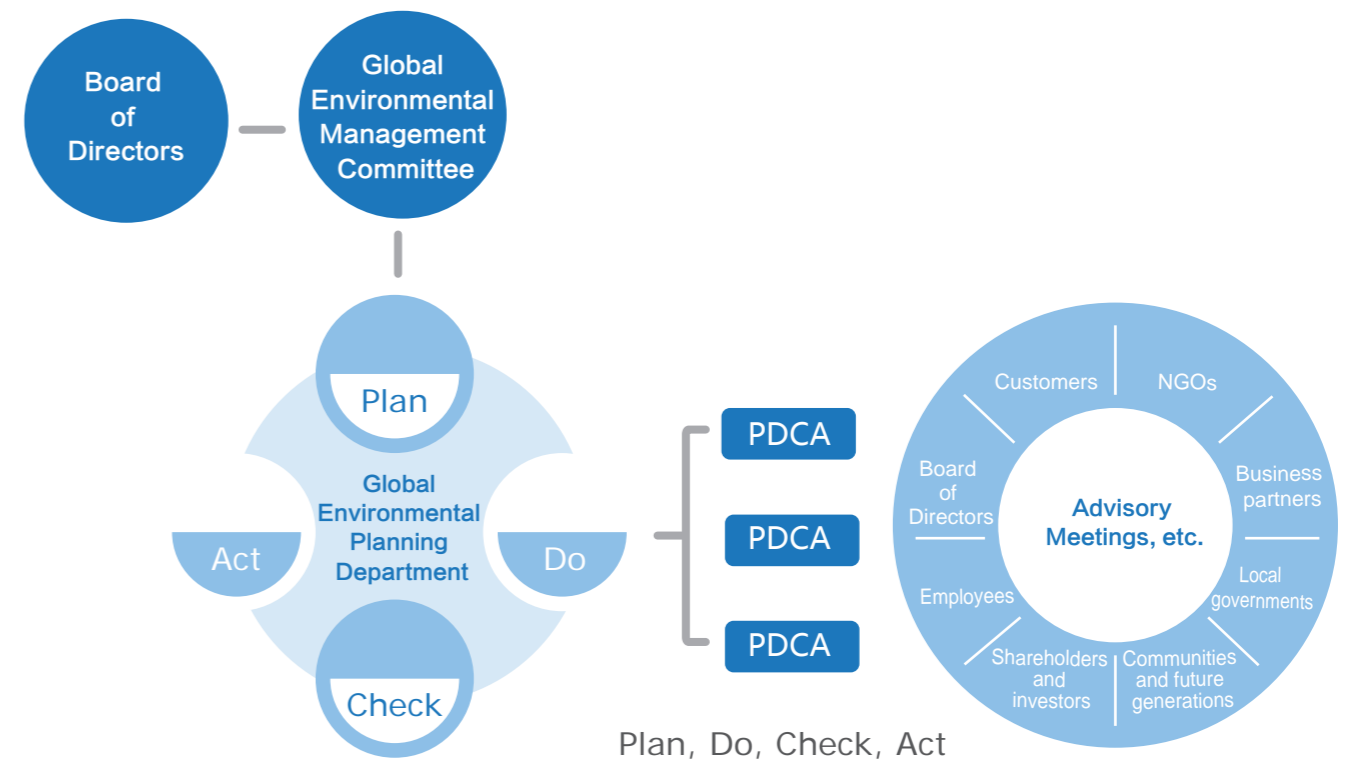 Board
of
Directors
Global
Environmental
Management
Committee
Plan
Global
Environmental
Planning
Department
Act
Do
Check
PDCA
PDCA
PDCA
Plan, Do, Check, Act
Customers
NGOs
Board
of
Directors
Business
partners
Advisory
Meetings, etc.
Employees
Local
governments
Shareholders
and
investors
Communities
and future
generations